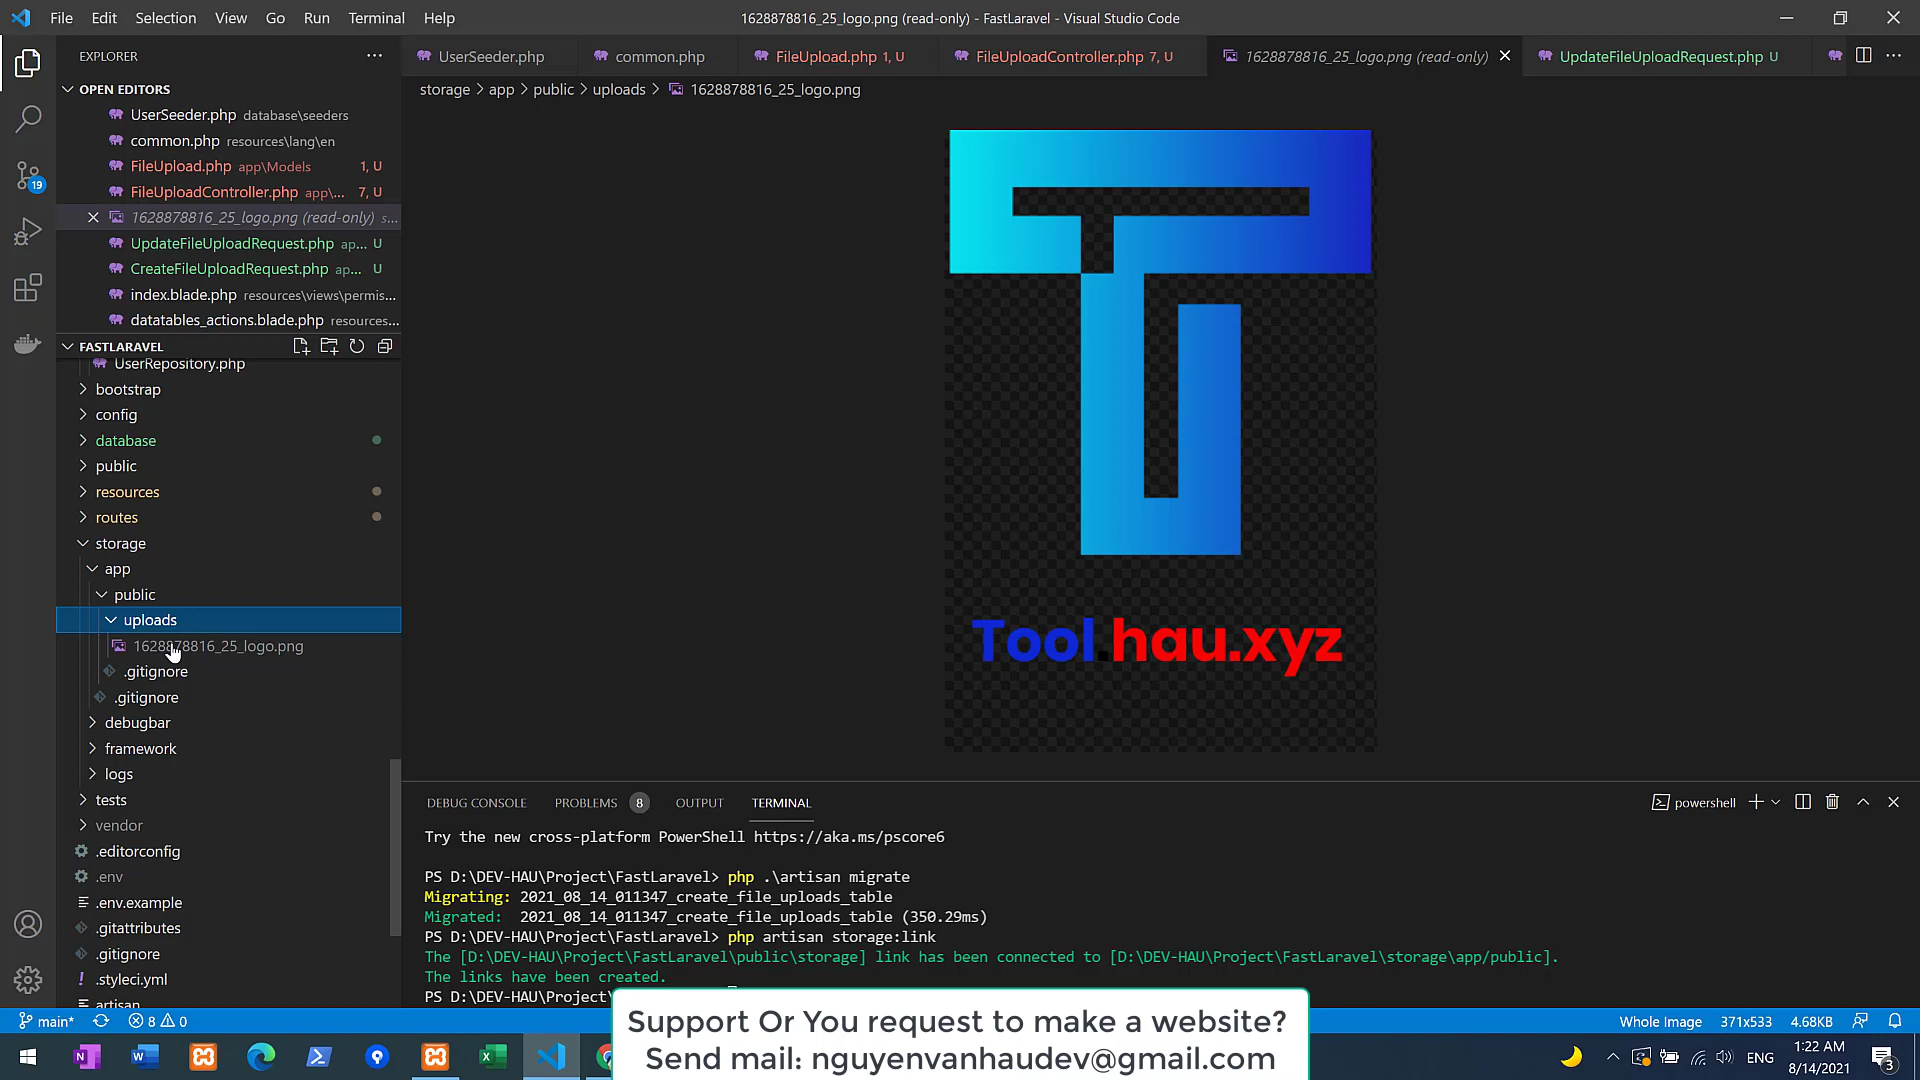 File Edit Selection View Go Run Terminal Help
1628878816_25_logo.png (read-only) - FastLaravel - Visual Studio Code
EXPLORER
UserSeeder.php
common.php
FileUpload.php 1, U
FileUploadController.php 7, U
1628878816_25_logo.png (read-only)
UpdateFileUploadRequest.php U
storage > app > public > uploads > 1628878816_25_logo.png
OPEN EDITORS
UserSeeder.php database\seeders
common.php resources\lang\en
FileUpload.php app\Models 1, U
FileUploadController.php app\... 7, U
1628878816_25_logo.png (read-only) s...
UpdateFileUploadRequest.php ap... U
CreateFileUploadRequest.php ap... U
index.blade.php resources\views\permis...
datatables_actions.blade.php resources...
FASTLARAVEL
UserRepository.php
bootstrap
config
database
public
resources
routes
storage
app
public
uploads
1628878816_25_logo.png
.gitignore
.gitignore
debugbar
framework
logs
tests
vendor
.editorconfig
.env
.env.example
.gitattributes
.gitignore
.styleci.yml
artisan
19
Tool.hau.xyz
DEBUG CONSOLE PROBLEMS 8 OUTPUT TERMINAL
powershell
Try the new cross-platform PowerShell https://aka.ms/pscore6
PS D:\DEV-HAU\Project\FastLaravel> php .\artisan migrate
Migrating: 2021_08_14_011347_create_file_uploads_table
Migrated:  2021_08_14_011347_create_file_uploads_table (350.29ms)
PS D:\DEV-HAU\Project\FastLaravel> php artisan storage:link
The [D:\DEV-HAU\Project\FastLaravel\public\storage] link has been connected to [D:\DEV-HAU\Project\FastLaravel\storage\app/public].
The links have been created.
PS D:\DEV-HAU\Project
Support Or You request to make a website?
Send mail: nguyenvanhaudev@gmail.com
main* 8 0
Whole Image 371x533 4.68KB
ENG
1:22 AM
8/14/2021
3